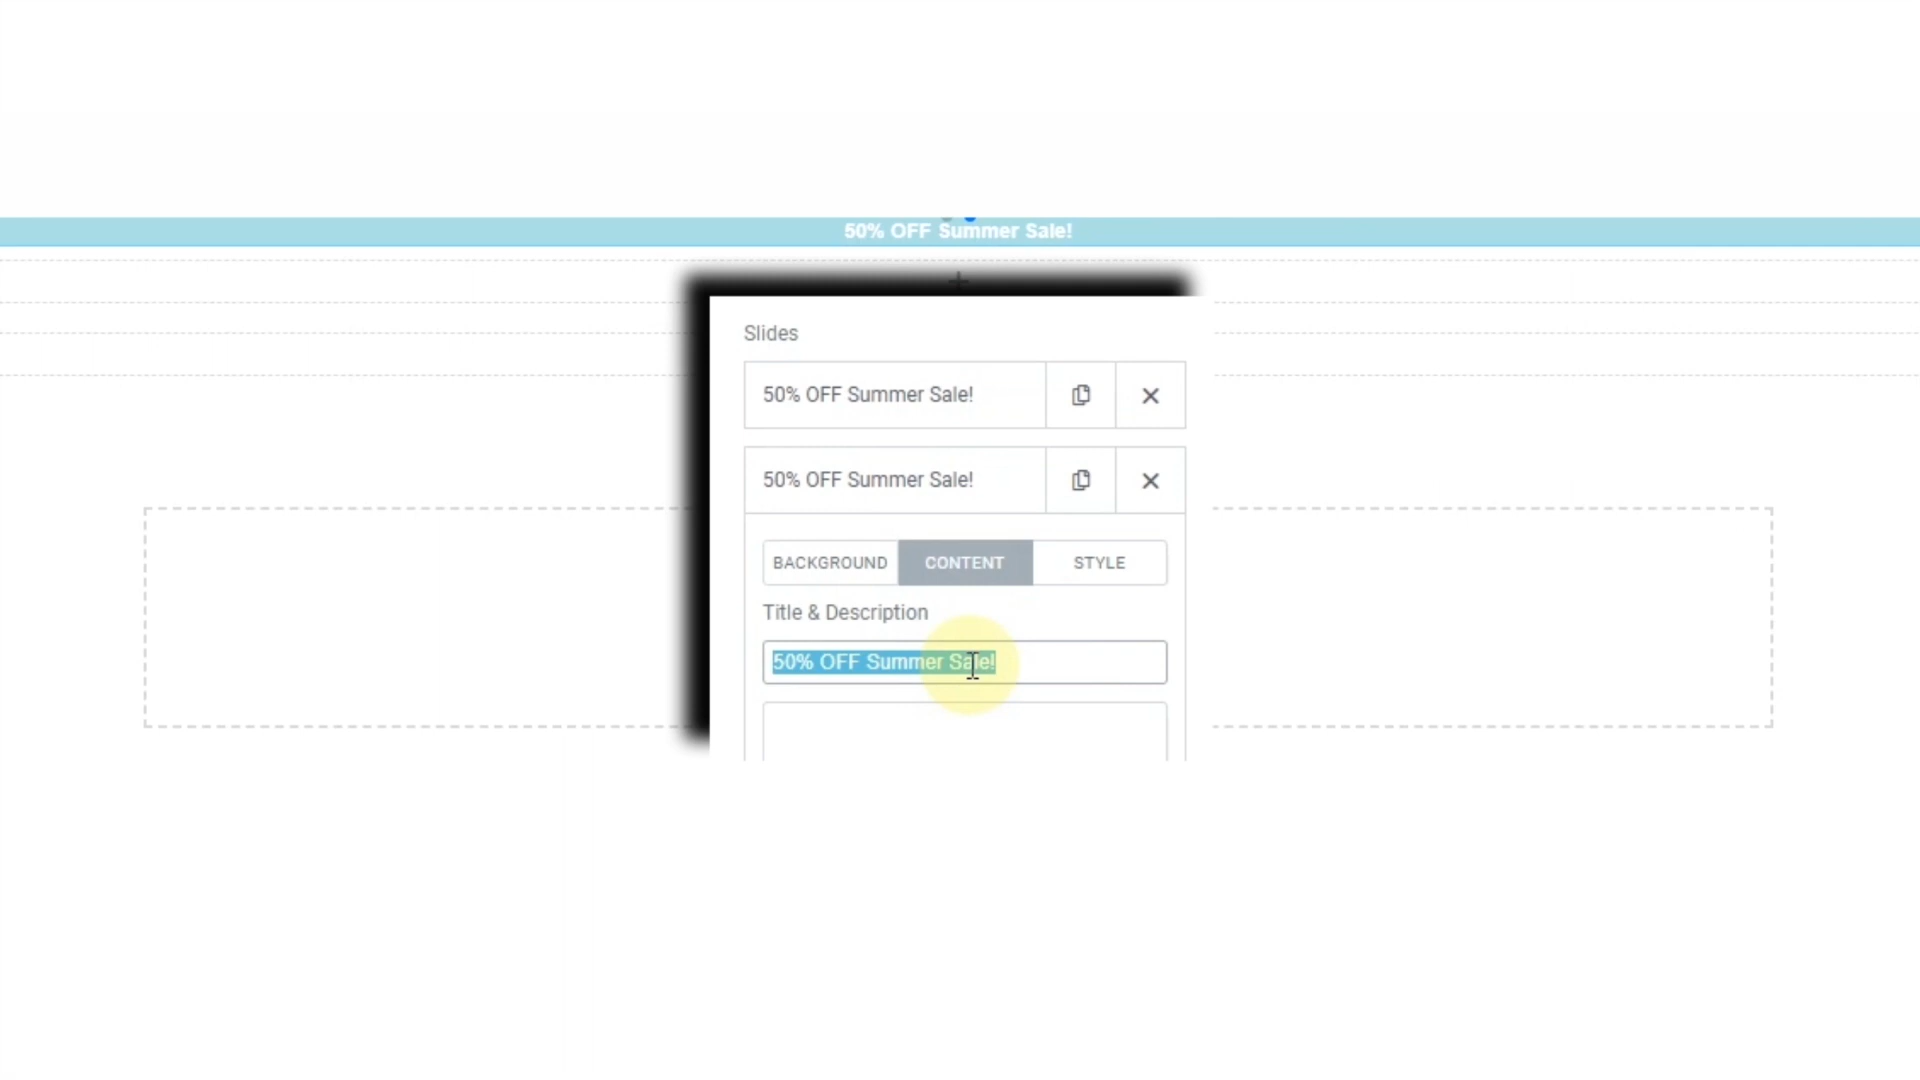 50% OFF Summer Sale!
Slides
50% OFF Summer Sale!
50% OFF Summer Sale!
BACKGROUND CONTENT STYLE
Title & Description
50% OFF Summer Sale!